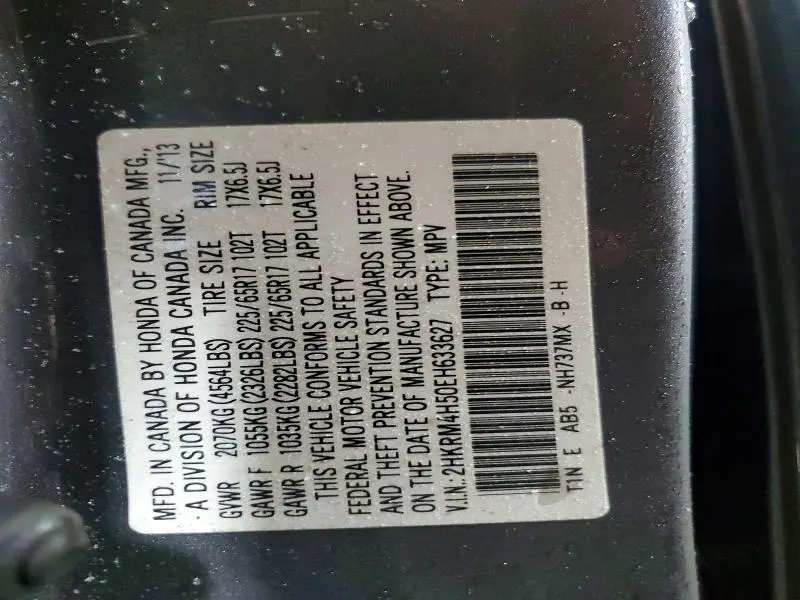 MFD. IN CANADA BY HONDA OF CANADA MFG.,
A DIVISION OF HONDA CANADA INC. 11/13
GVWR 2070KG (4564LBS) TIRE SIZE RIM SIZE
GAWR F 1055KG (2326LBS) 225/65R17 102T 17X6.5J
GAWR R 1035KG (2282LBS) 225/65R17 102T 17X6.5J
THIS VEHICLE CONFORMS TO ALL APPLICABLE
FEDERAL MOTOR VEHICLE SAFETY
AND THEFT PREVENTION STANDARDS IN EFFECT
ON THE DATE OF MANUFACTURE SHOWN ABOVE.
V.I.N.: 2HKRM4H50EH633627 TYPE: MPV
T1N E AB5 -NH737MX -B -H